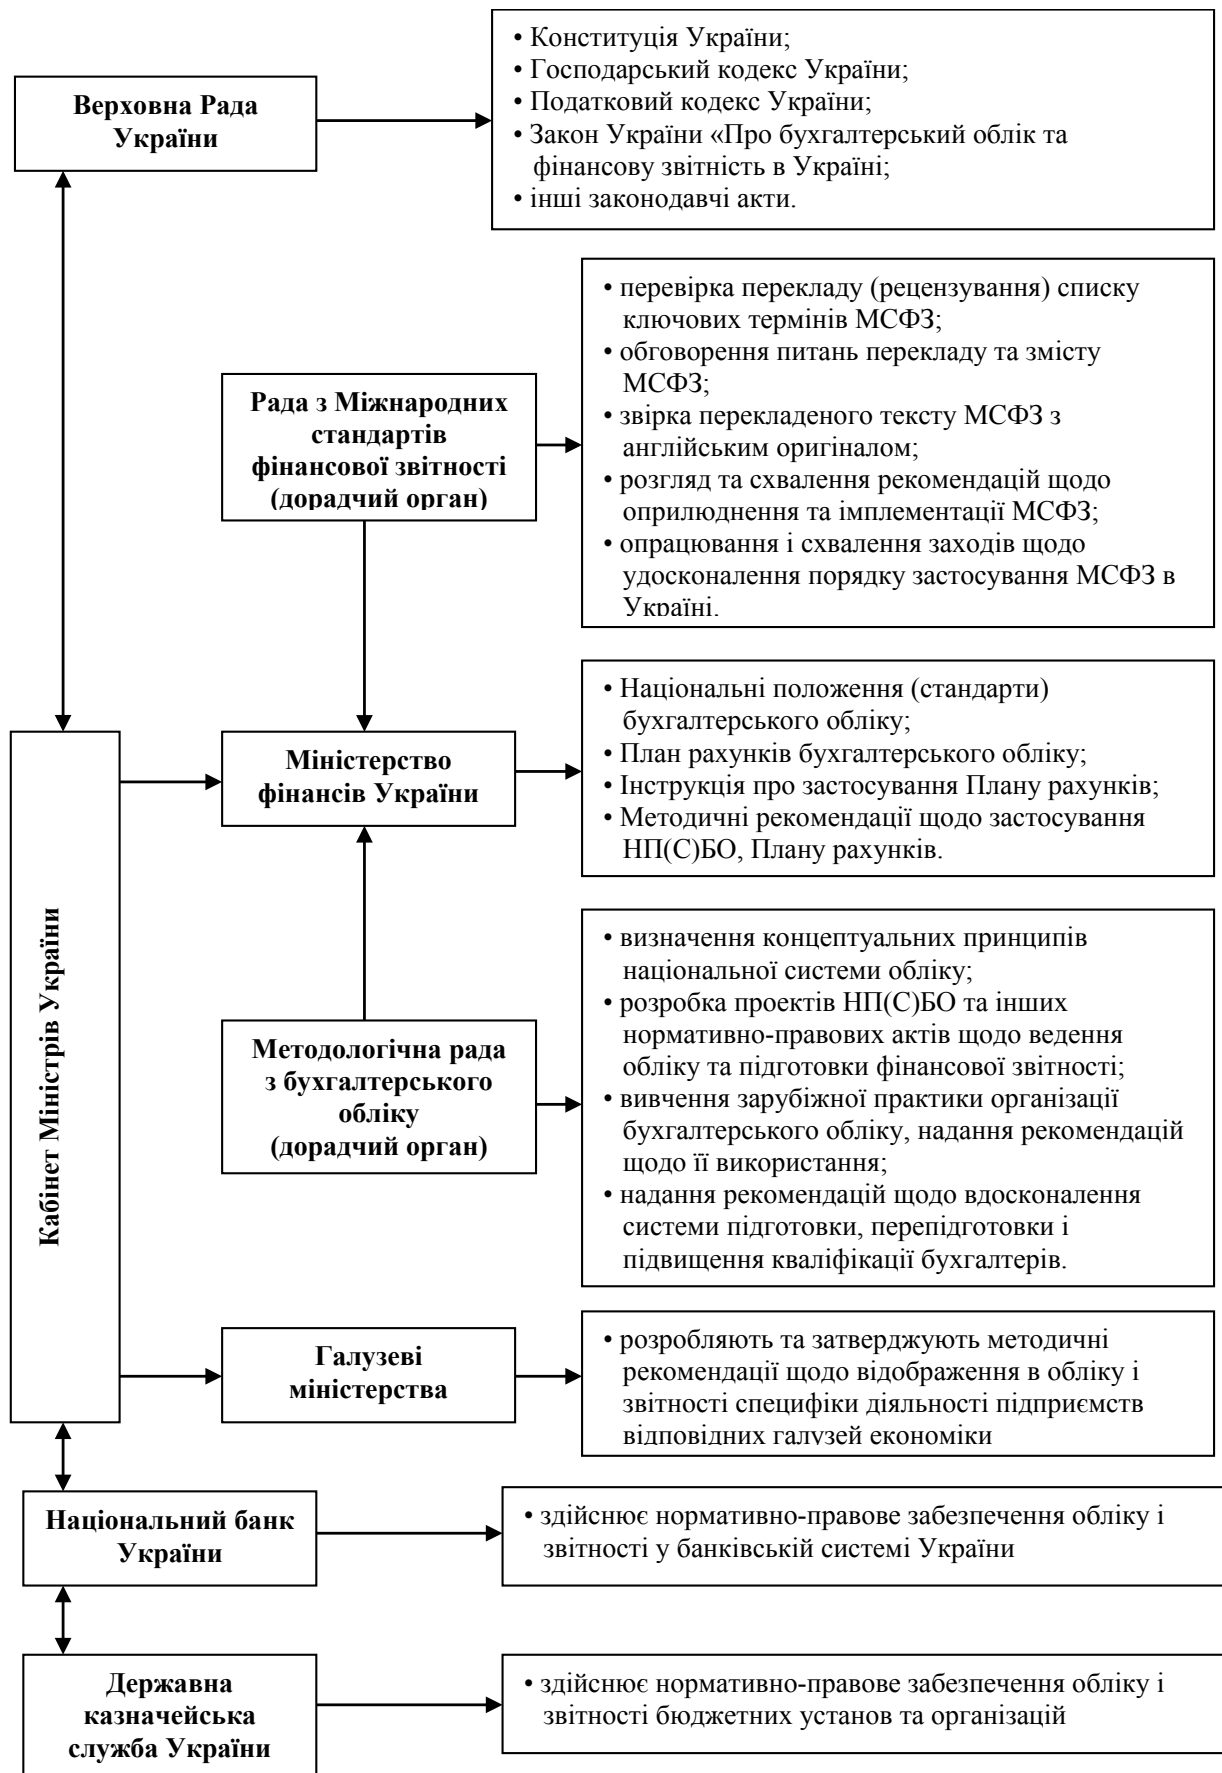 Верховна Рада
України
• Конституція України;
• Господарський кодекс України;
• Податковий кодекс України;
• Закон України «Про бухгалтерський облік та
фінансову звітність в Україні;
• інші законодавчі акти.
Рада з Міжнародних
стандартів
фінансової звітності
(дорадчий орган)
• перевірка перекладу (рецензування) списку
ключових термінів МСФЗ;
• обговорення питань перекладу та змісту
МСФЗ;
• звірка перекладеного тексту МСФЗ з
англійським оригіналом;
• розгляд та схвалення рекомендацій щодо
оприлюднення та імплементації МСФЗ;
• опрацювання і схвалення заходів щодо
удосконалення порядку застосування МСФЗ в
Україні.
Кабінет Міністрів України
Міністерство
фінансів України
• Національні положення (стандарти)
бухгалтерського обліку;
• План рахунків бухгалтерського обліку;
• Інструкція про застосування Плану рахунків;
• Методичні рекомендації щодо застосування
НП(С)БО, Плану рахунків.
Методологічна рада
з бухгалтерського
обліку
(дорадчий орган)
• визначення концептуальних принципів
національної системи обліку;
• розробка проектів НП(С)БО та інших
нормативно-правових актів щодо ведення
обліку та підготовки фінансової звітності;
• вивчення зарубіжної практики організації
бухгалтерського обліку, надання рекомендацій
щодо її використання;
• надання рекомендацій щодо вдосконалення
системи підготовки, перепідготовки і
підвищення кваліфікації бухгалтерів.
Галузеві
міністерства
• розробляють та затверджують методичні
рекомендації щодо відображення в обліку і
звітності специфіки діяльності підприємств
відповідних галузей економіки
Національний банк
України
• здійснює нормативно-правове забезпечення обліку і
звітності у банківській системі України
Державна
казначейська
служба України
• здійснює нормативно-правове забезпечення обліку і
звітності бюджетних установ та організацій